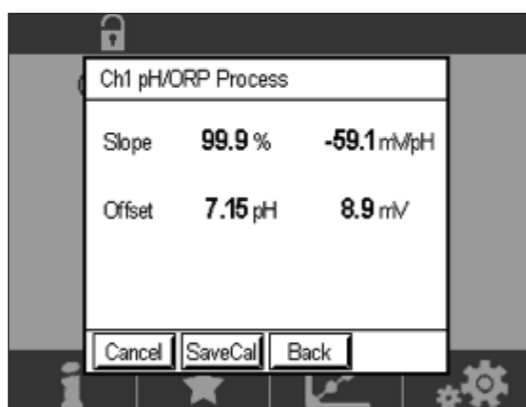 Ch1 pH/ORP Process
Slope 99.9 % -59.1 mV/pH
Offset 7.15 pH 8.9 mV
Cancel SaveCal Back